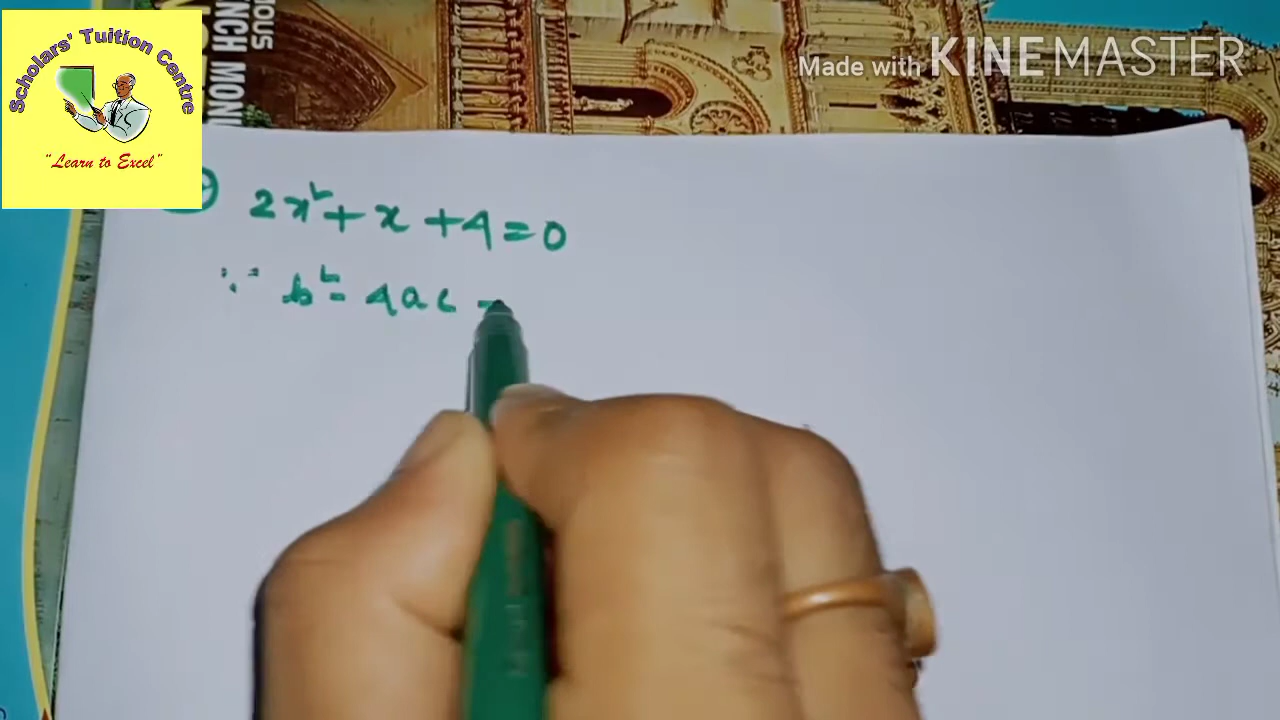 Scholars' Tuition Centre
"Learn to Excel"
Made with KINEMASTER
2x² + x + 4 = 0
∵ b² - 4ac =